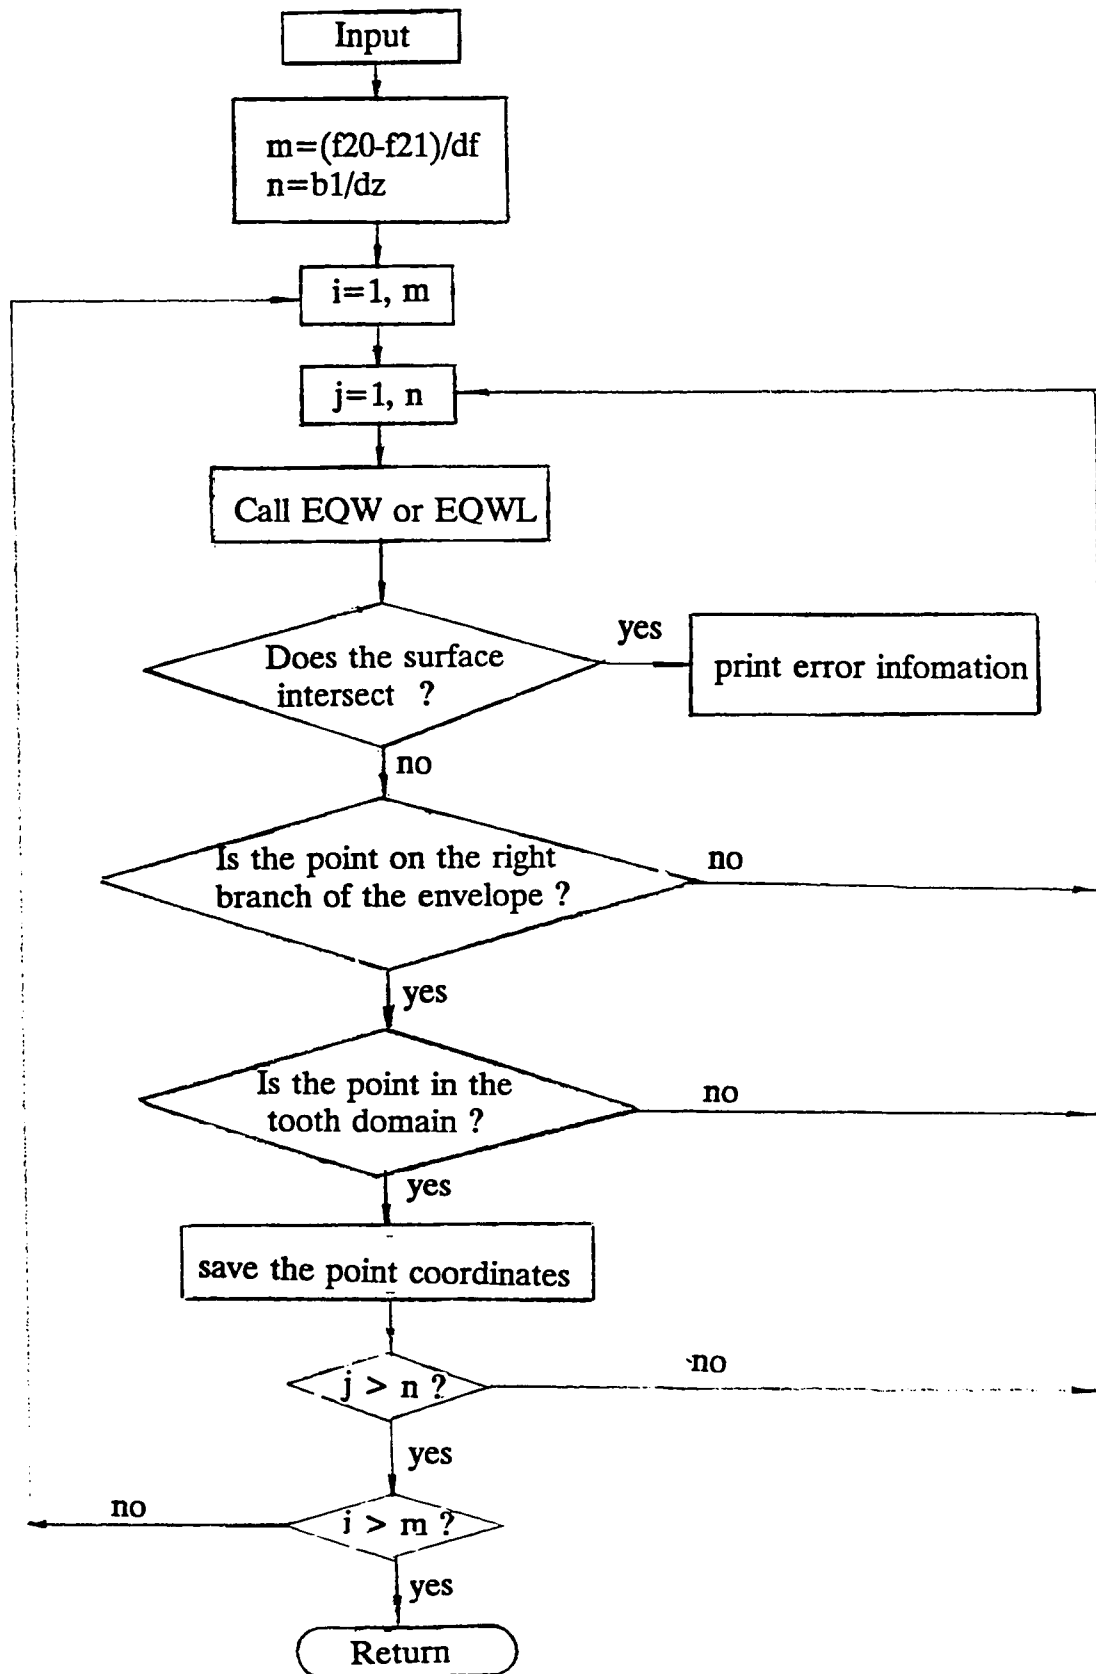 Input
m=(f20-f21)/df
n=b1/dz
i=1, m
j=1, n
Call EQW or EQWL
Does the surface
intersect ?
yes
print error infomation
no
Is the point on the right
branch of the envelope ?
no
yes
Is the point in the
tooth domain ?
no
yes
save the point coordinates
j > n ?
no
yes
i > m ?
no
yes
Return